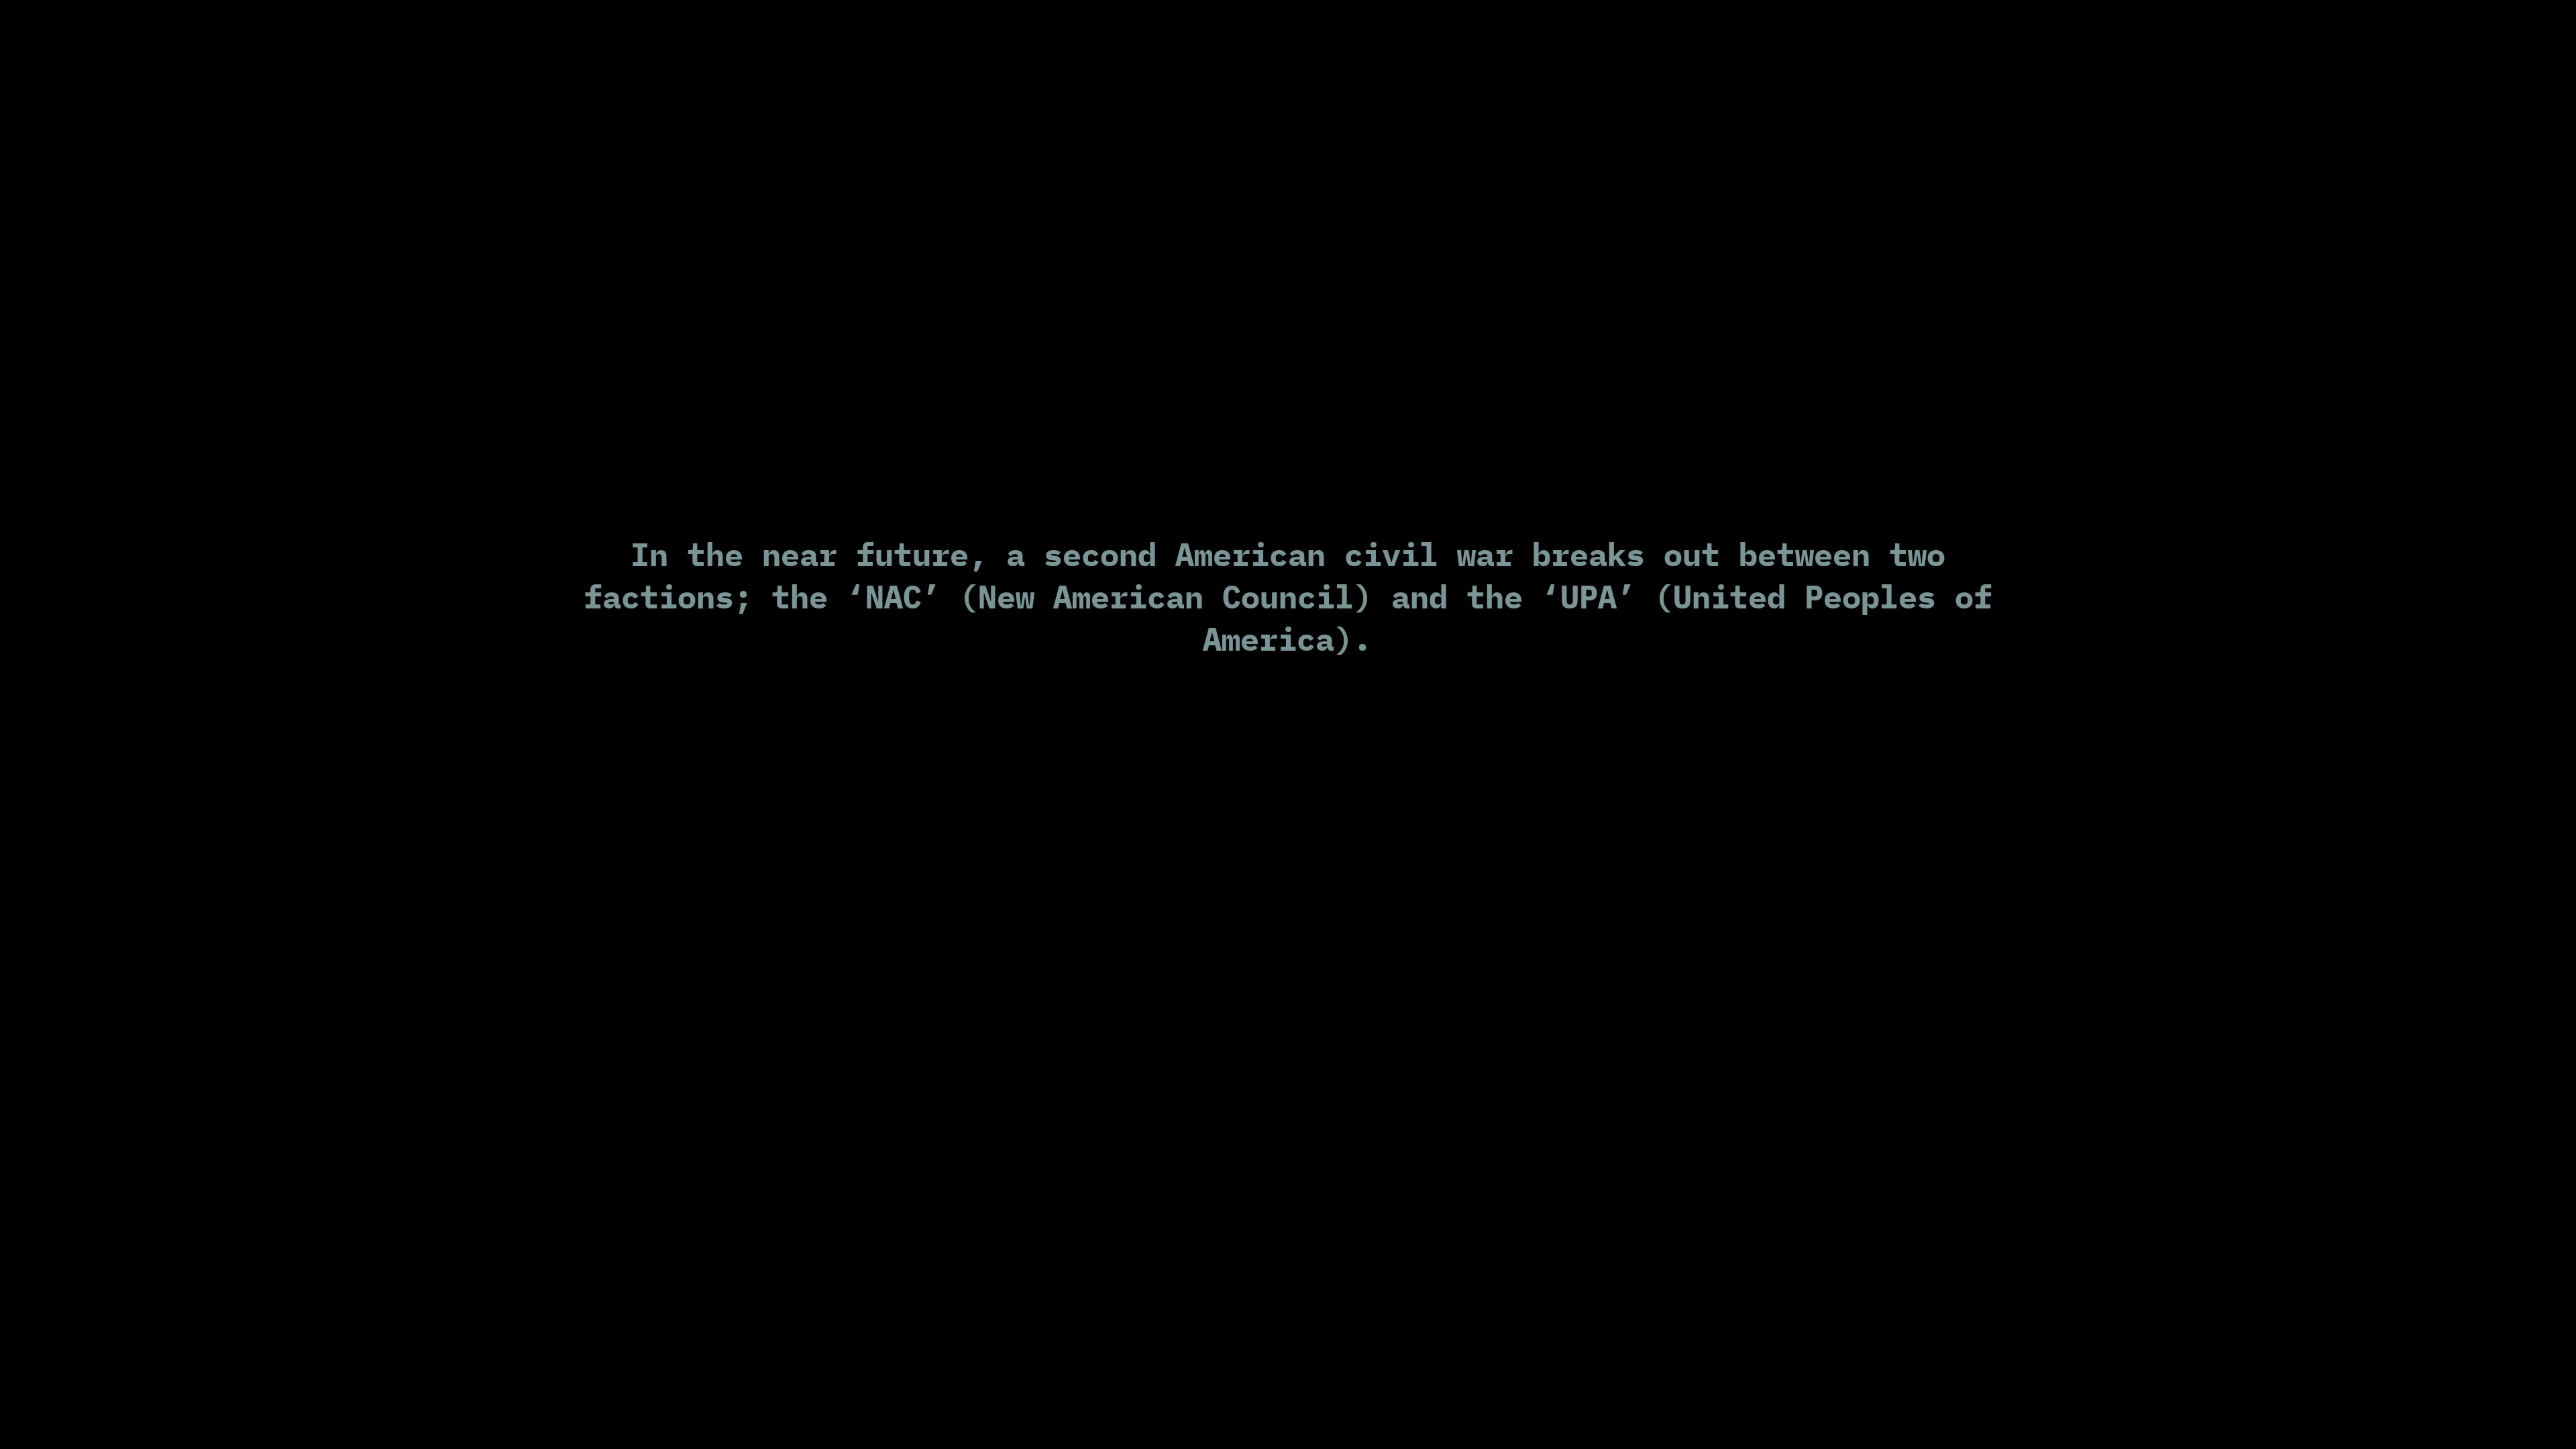 In the near future, a second American civil war breaks out between two
factions; the ‘NAC’ (New American Council) and the ‘UPA’ (United Peoples of
America).